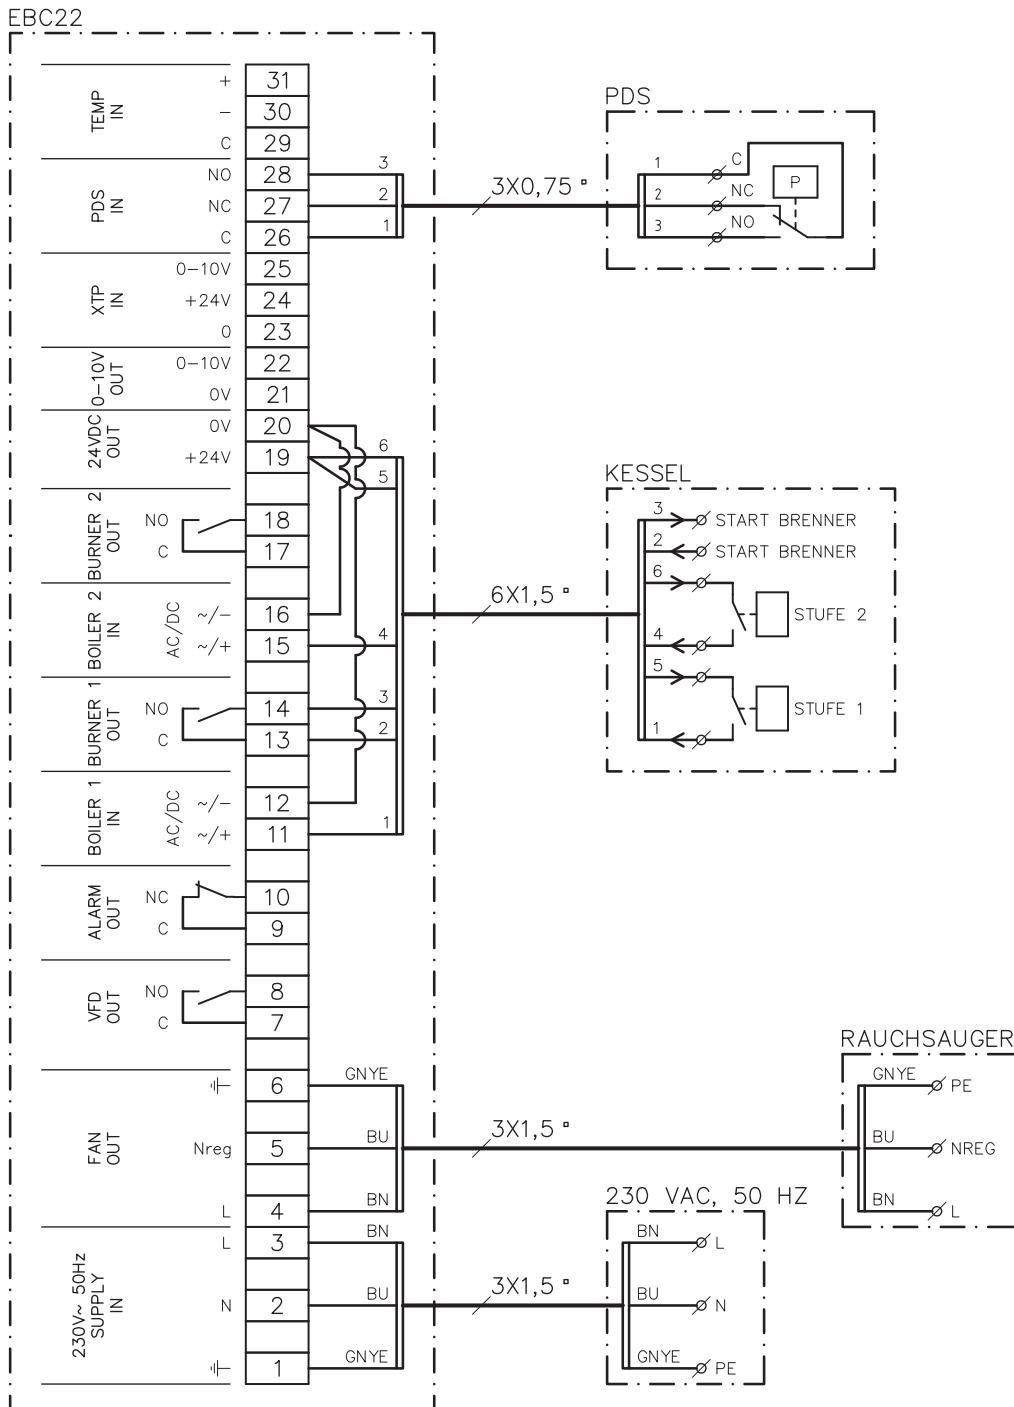 EBC22
TEMP IN
+ 31
- 30
C 29
PDS IN
NO 28 3
NC 27 2
C 26 1
3X0,75 ▫
PDS
1 C
2 NC
3 NO
P
XTP IN
0-10V 25
+24V 24
0 23
0-10V OUT
0-10V 22
0V 21
24VDC OUT
0V 20
+24V 19 6
5
BURNER 2 OUT
NO 18
C 17
BOILER 2 IN
AC/DC
~/- 16
~/+ 15 4
BURNER 1 OUT
NO 14 3
C 13 2
BOILER 1 IN
AC/DC
~/- 12
~/+ 11 1
6X1,5 ▫
KESSEL
3 START BRENNER
2 START BRENNER
6
STUFE 2
4
5
STUFE 1
1
ALARM OUT
NC 10
C 9
VFD OUT
NO 8
C 7
FAN OUT
6 GNYE
Nreg 5 BU
L 4 BN
3X1,5 ▫
RAUCHSAUGER
GNYE PE
BU NREG
BN L
230V~ 50Hz SUPPLY IN
L 3 BN
N 2 BU
1 GNYE
3X1,5 ▫
230 VAC, 50 HZ
BN L
BU N
GNYE PE